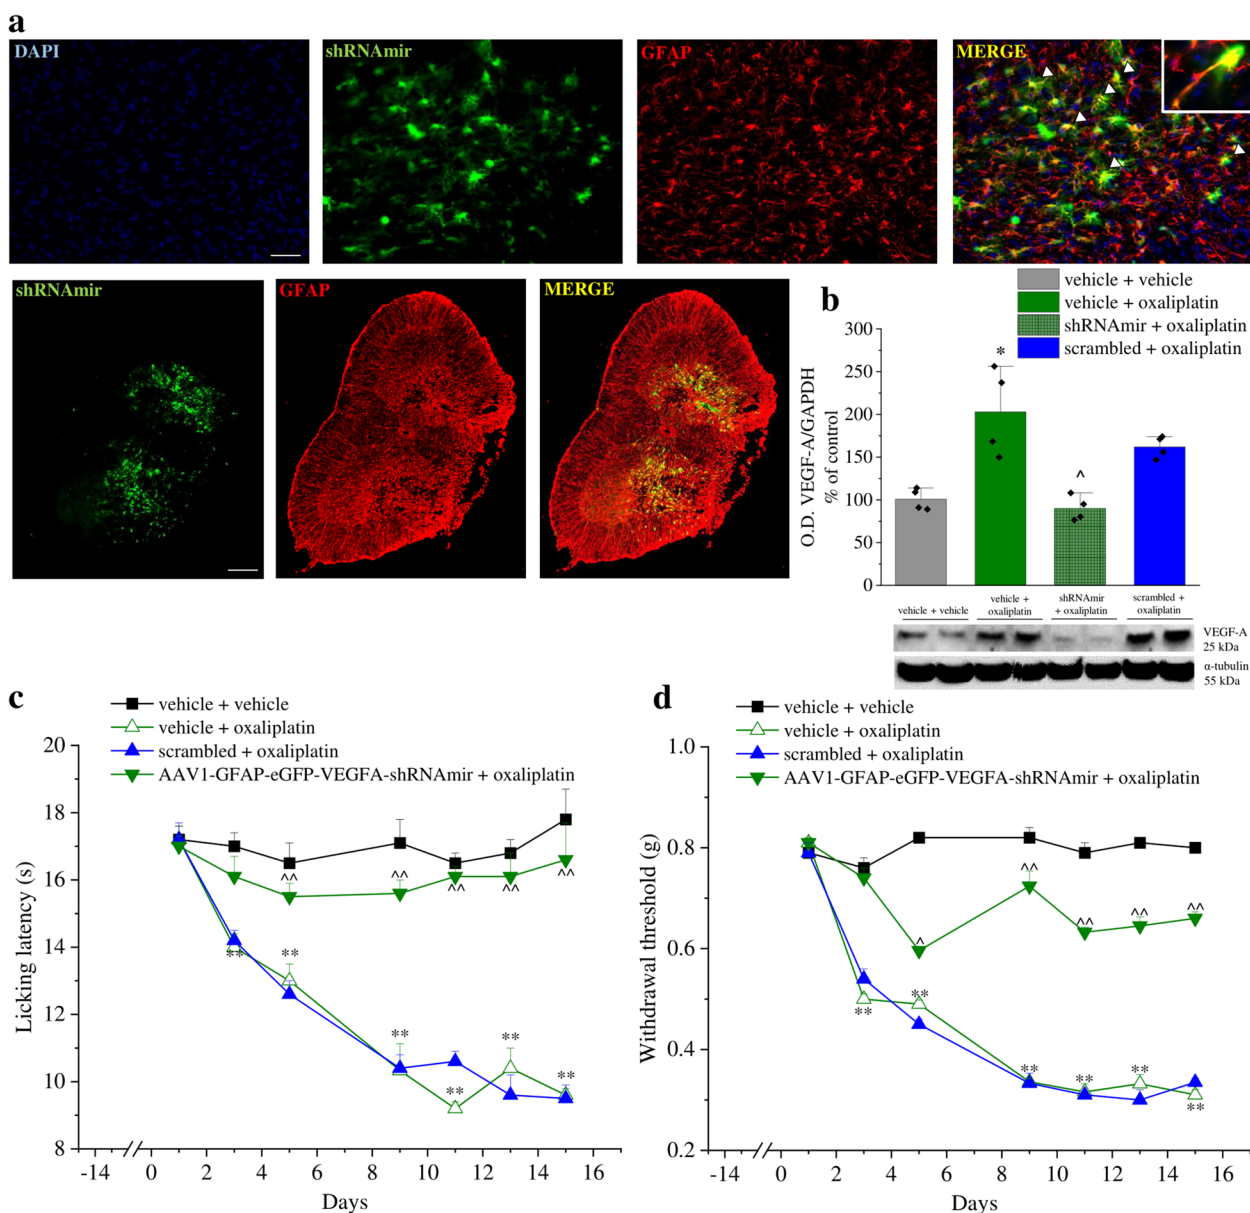 a
DAPI
shRNAmir
GFAP
MERGE
shRNAmir
GFAP
MERGE
b
vehicle + vehicle
vehicle + oxaliplatin
shRNAmir + oxaliplatin
scrambled + oxaliplatin
O.D. VEGF-A/GAPDH
% of control
300
250
200
150
100
50
0
*
^
vehicle + vehicle
vehicle +
oxaliplatin
shRNAmir
+ oxaliplatin
scrambled +
oxaliplatin
VEGF-A
25 kDa
α-tubulin
55 kDa
c
vehicle + vehicle
vehicle + oxaliplatin
scrambled + oxaliplatin
AAV1-GFAP-eGFP-VEGFA-shRNAmir + oxaliplatin
Licking latency (s)
20
18
16
14
12
10
8
^^
^^
^^
^^
^^
**
**
**
**
**
**
-14
0
2
4
6
8
10
12
14
16
Days
d
vehicle + vehicle
vehicle + oxaliplatin
scrambled + oxaliplatin
AAV1-GFAP-eGFP-VEGFA-shRNAmir + oxaliplatin
Withdrawal threshold (g)
1.0
0.8
0.6
0.4
0.2
^
^^
^^
^^
^^
**
**
**
**
**
**
-14
0
2
4
6
8
10
12
14
16
Days